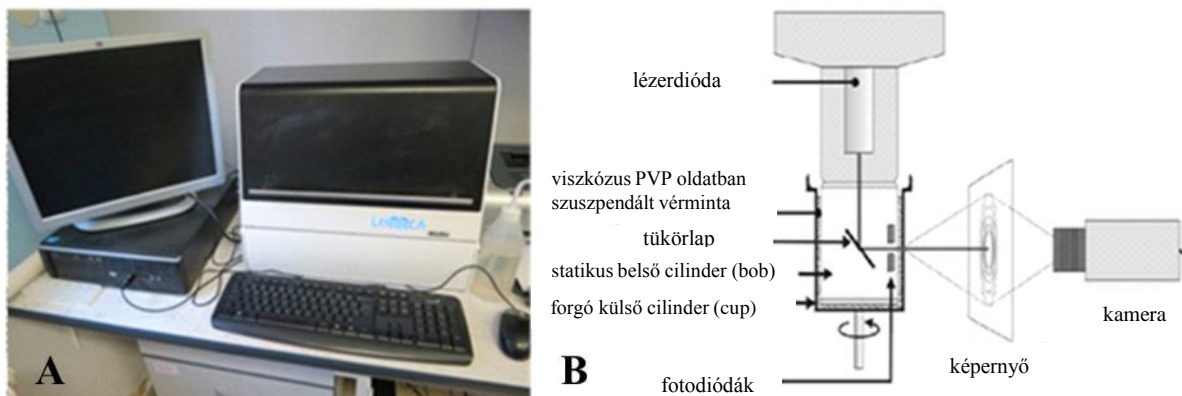 lézerdióda
viszkózus PVP oldatban
szuszpendált vérminta
tükörlap
statikus belső cilinder (bob)
forgó külső cilinder (cup)
fotodiódák
képernyő
kamera
A
B